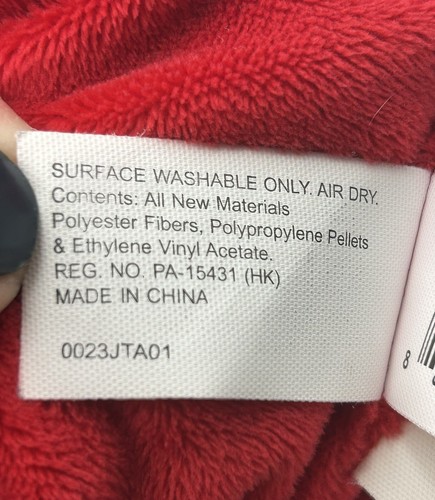 SURFACE WASHABLE ONLY. AIR DRY.
Contents: All New Materials
Polyester Fibers, Polypropylene Pellets
& Ethylene Vinyl Acetate.
REG. NO. PA-15431 (HK)
MADE IN CHINA
0023JTA01
8